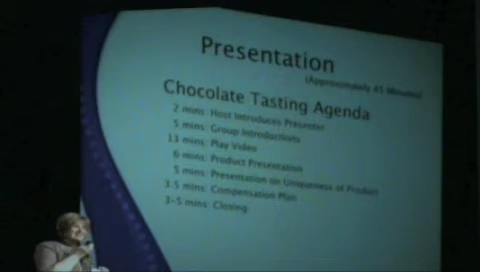 Presentation
(Approximately 45 Minutes)
Chocolate Tasting Agenda
2 mins: Host Introduces Presenter
5 mins: Group Introductions
13 mins: Play Video
6 mins: Product Presentation
5 mins: Presentation on Uniqueness of Product
3.5 mins: Compensation Plan
3-5 mins: Closing